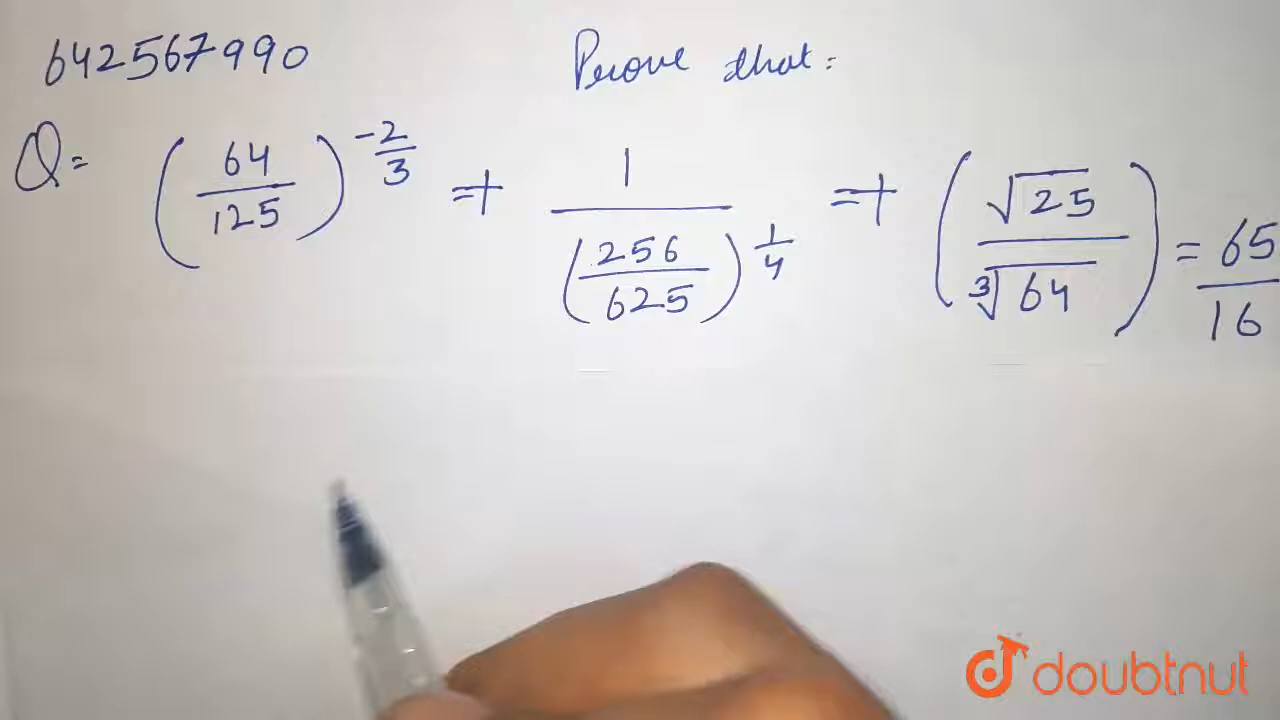 642567990 Prove that:
Q= (64/125)^(-2/3) =+ 1/(256/625)^(1/4) =+ (√25/∛64) = 65/16
doubtnut